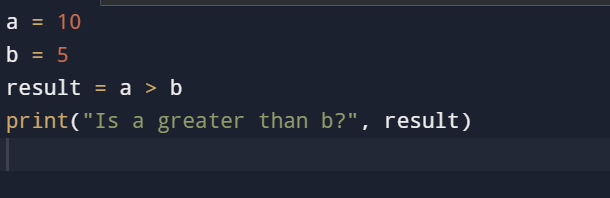 a = 10
b = 5
result = a > b
print("Is a greater than b?", result)